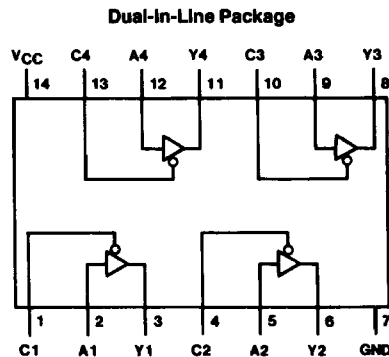 Dual-In-Line Package
VCC C4 A4 Y4 C3 A3 Y3
14 13 12 11 10 9 8
1 2 3 4 5 6 7
C1 A1 Y1 C2 A2 Y2 GND